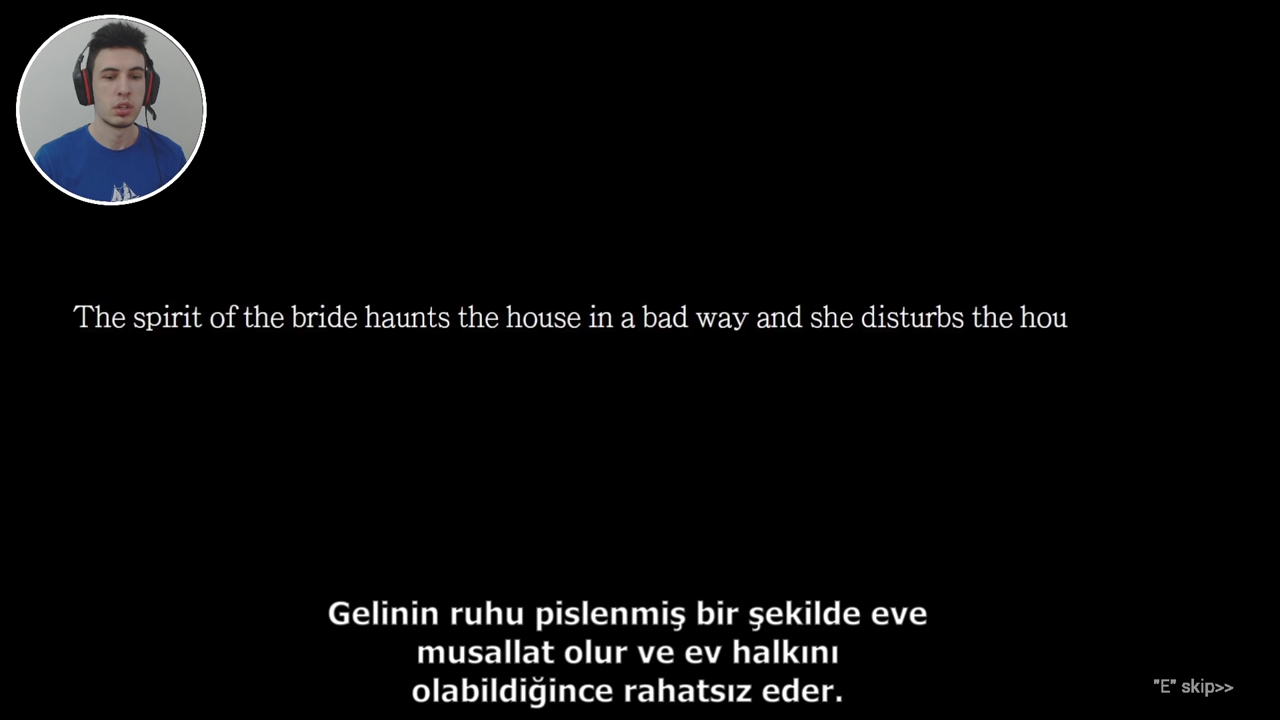 The spirit of the bride haunts the house in a bad way and she disturbs the hou
Gelinin ruhu pislenmiş bir şekilde eve
musallat olur ve ev halkını
olabildiğince rahatsız eder.
"E" skip>>